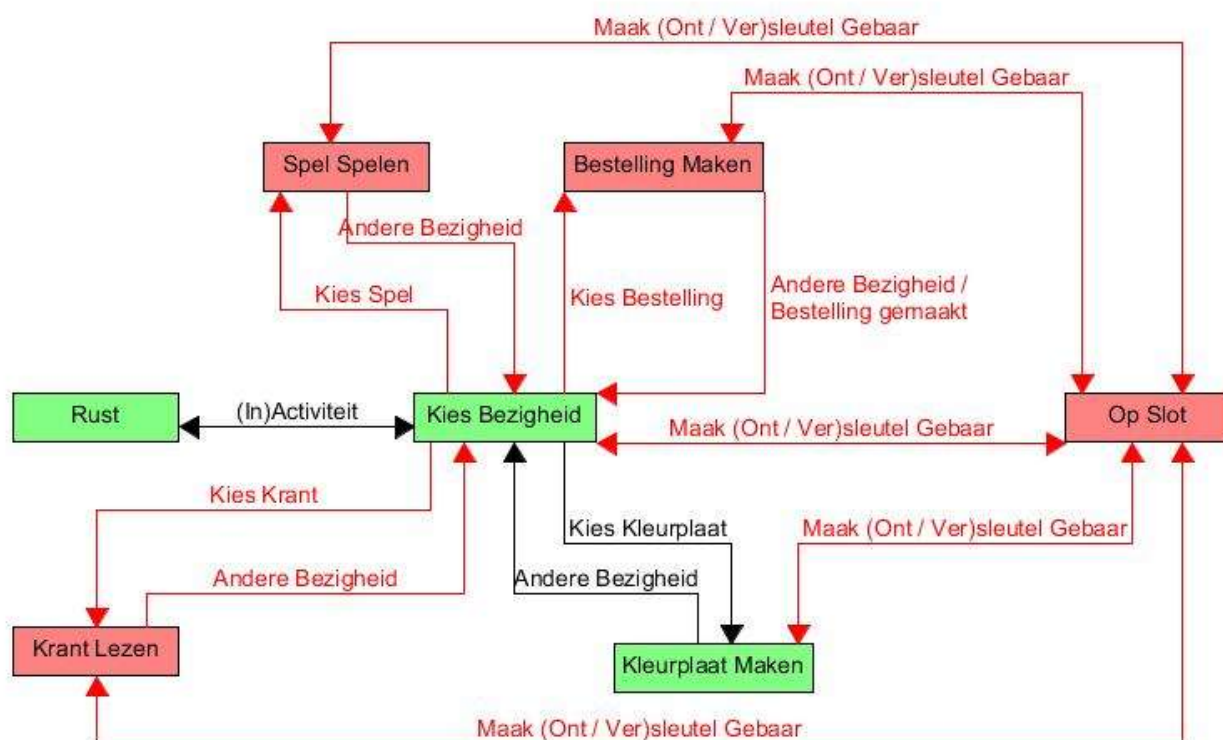 Maak (Ont / Ver)sleutel Gebaar
Maak (Ont / Ver)sleutel Gebaar
Spel Spelen
Bestelling Maken
Andere Bezigheid
Kies Spel
Kies Bestelling
Andere Bezigheid /
Bestelling gemaakt
Rust
(In)Activiteit
Kies Bezigheid
Maak (Ont / Ver)sleutel Gebaar
Op Slot
Kies Krant
Kies Kleurplaat
Maak (Ont / Ver)sleutel Gebaar
Andere Bezigheid
Andere Bezigheid
Krant Lezen
Kleurplaat Maken
Maak (Ont / Ver)sleutel Gebaar